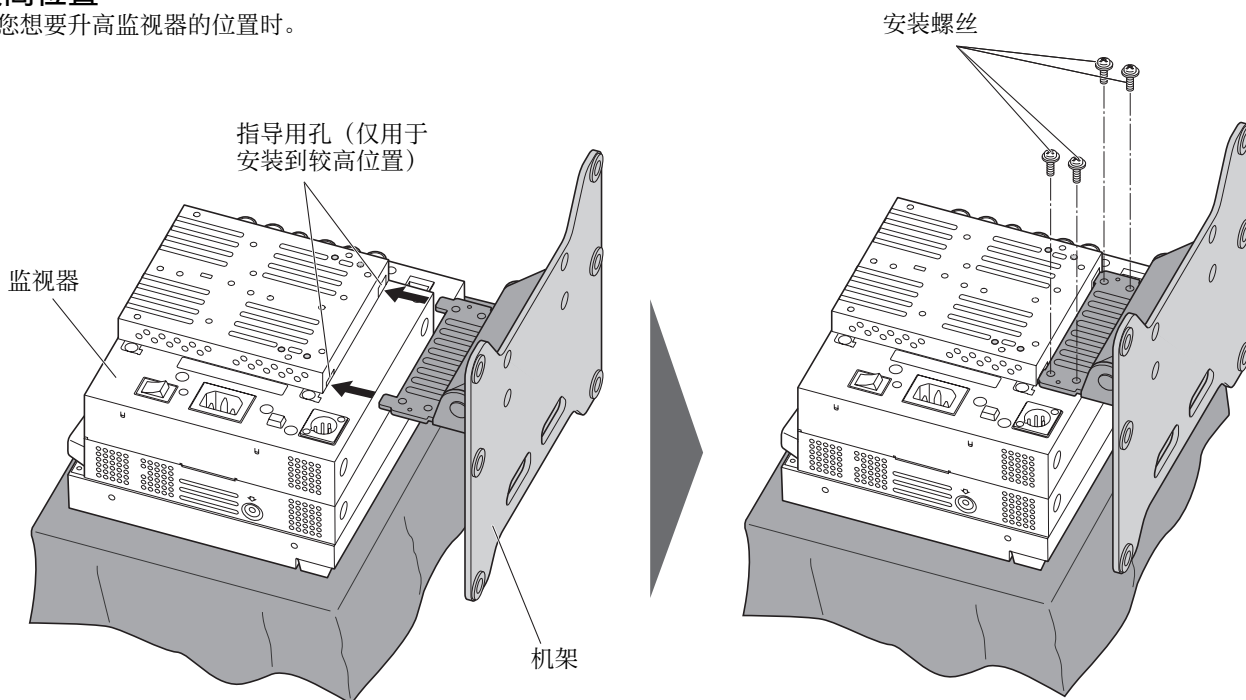 高位置
您想要升高监视器的位置时。
安装螺丝
指导用孔（仅用于
安装到较高位置）
监视器
机架